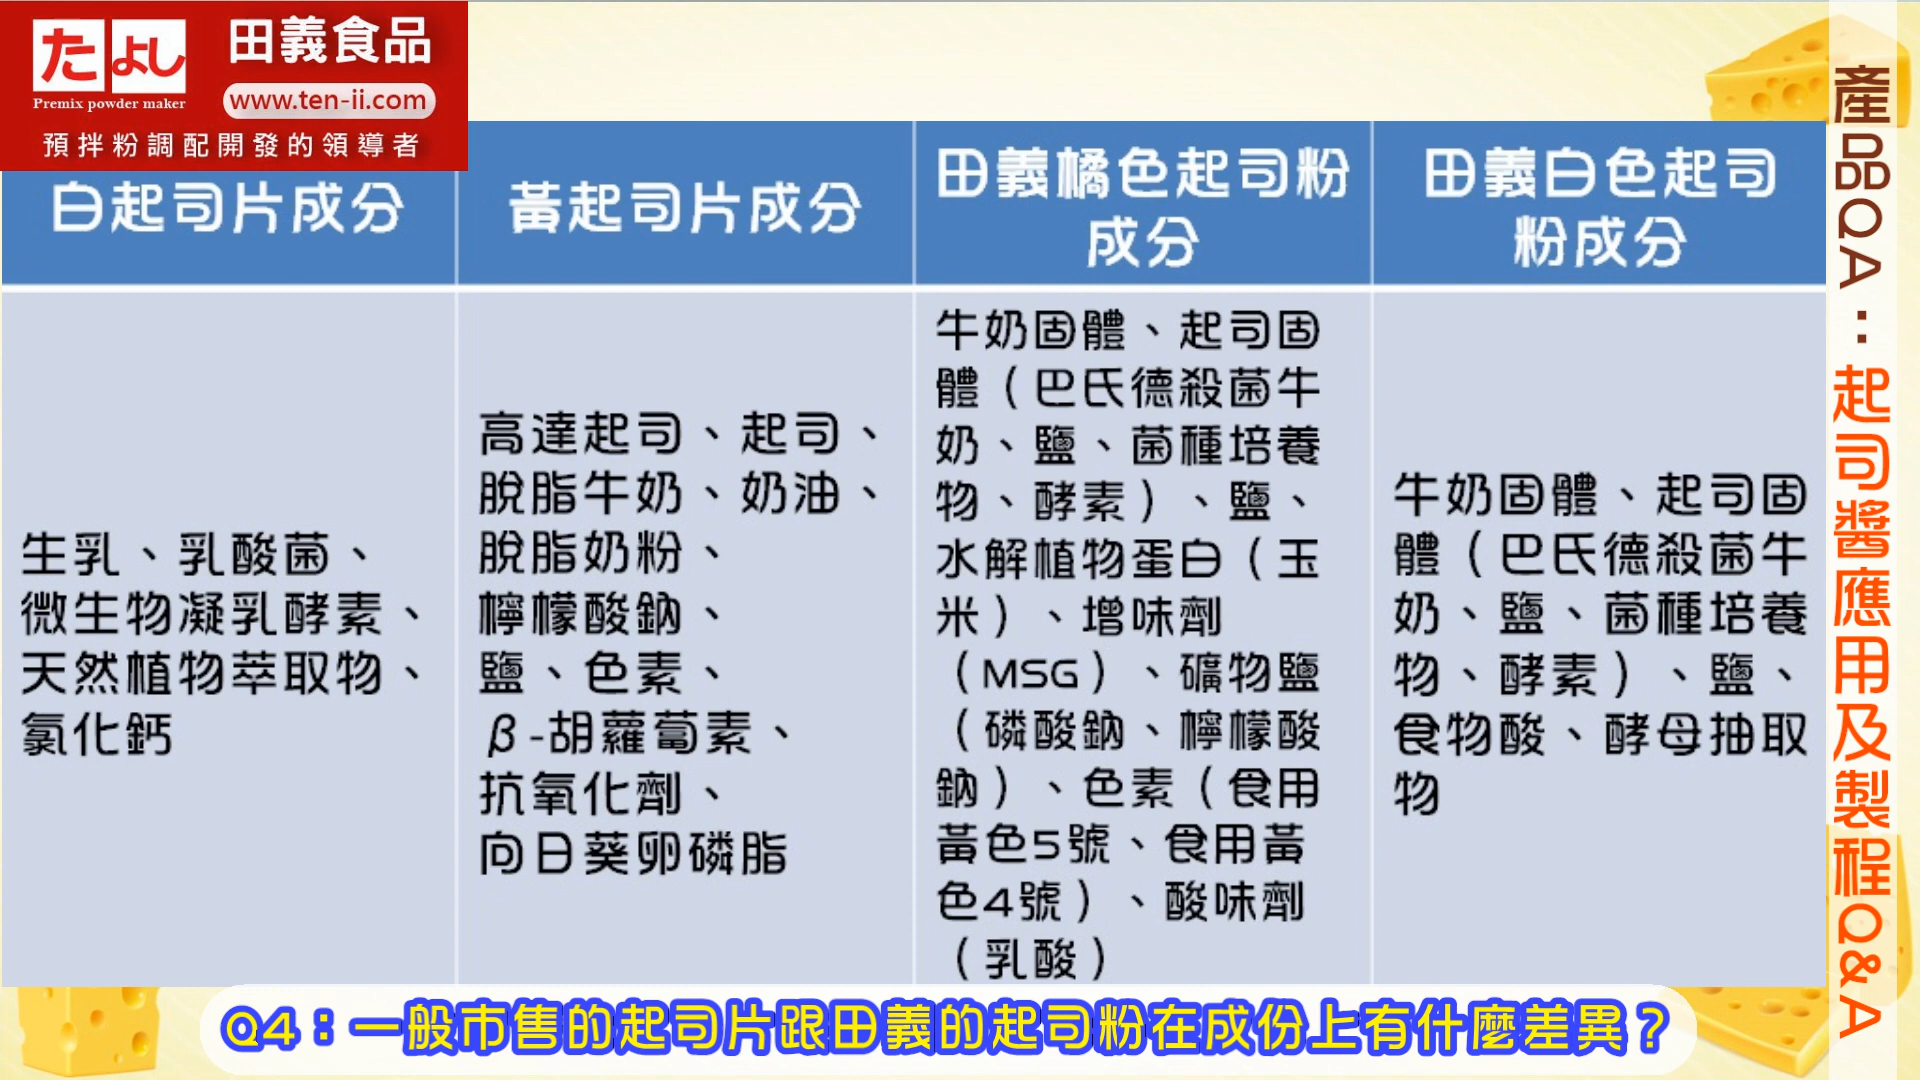 たよし
Premix powder maker
田義食品
www.ten-ii.com
預拌粉調配開發的領導者
白起司片成分
黃起司片成分
田義橘色起司粉
成分
田義白色起司
粉成分
生乳、乳酸菌、
微生物凝乳酵素、
天然植物萃取物、
氯化鈣
高達起司、起司、
脫脂牛奶、奶油、
脫脂奶粉、
檸檬酸鈉、
鹽、色素、
β-胡蘿蔔素、
抗氧化劑、
向日葵卵磷脂
牛奶固體、起司固
體（巴氏德殺菌牛
奶、鹽、菌種培養
物、酵素）、鹽、
水解植物蛋白（玉
米）、增味劑
（MSG）、礦物鹽
（磷酸鈉、檸檬酸
鈉）、色素（食用
黃色5號、食用黃
色4號）、酸味劑
（乳酸）
牛奶固體、起司固
體（巴氏德殺菌牛
奶、鹽、菌種培養
物、酵素）、鹽、
食物酸、酵母抽取
物
產品QA：起司醬應用及製程Q&A
Q4：一般市售的起司片跟田義的起司粉在成份上有什麼差異？